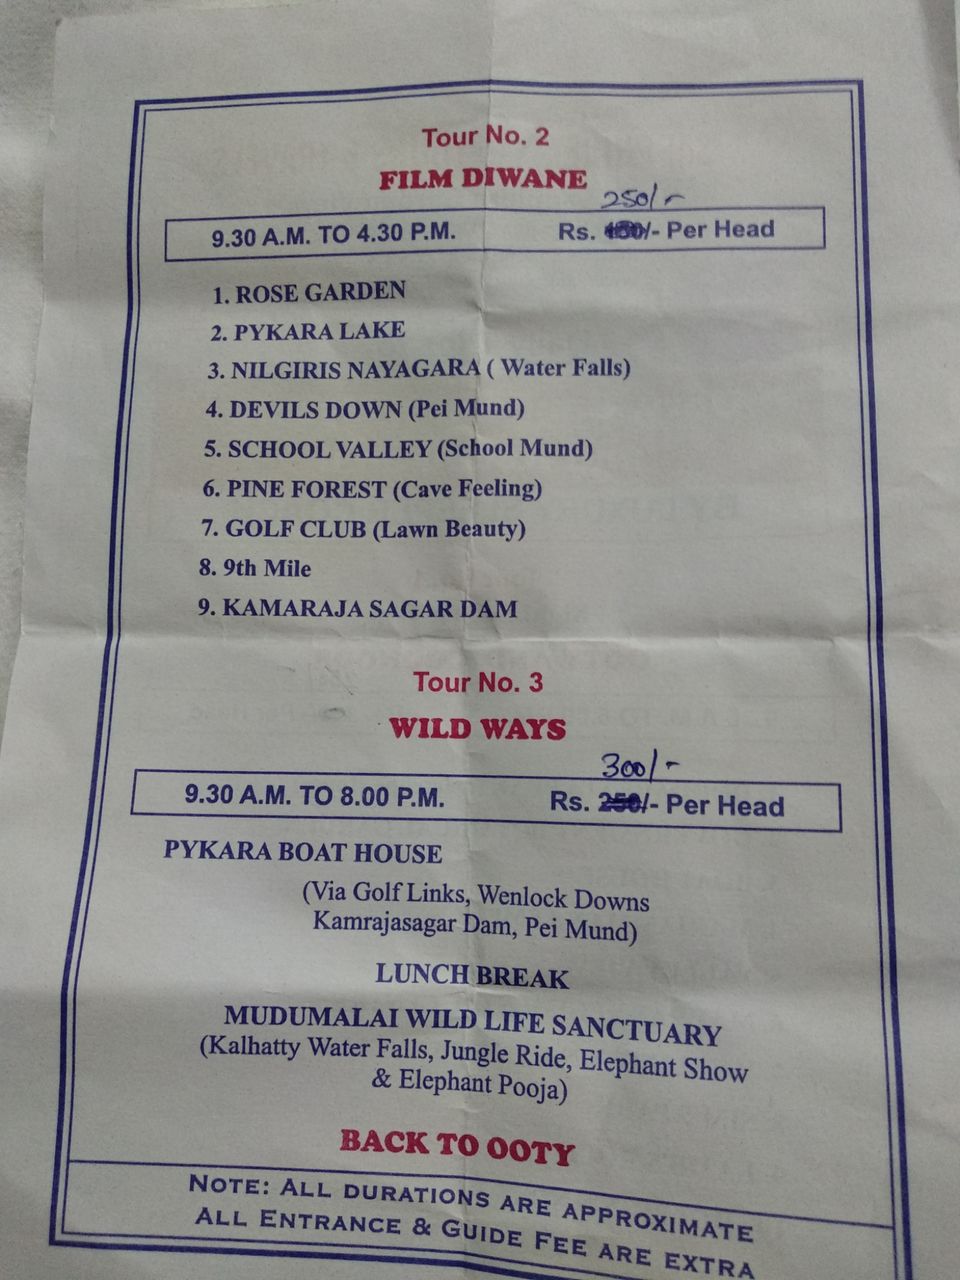 Tour No. 2
FILM DIWANE
250/-
9.30 A.M. TO 4.30 P.M. Rs. /- Per Head
1. ROSE GARDEN
2. PYKARA LAKE
3. NILGIRIS NAYAGARA ( Water Falls)
4. DEVILS DOWN (Pei Mund)
5. SCHOOL VALLEY (School Mund)
6. PINE FOREST (Cave Feeling)
7. GOLF CLUB (Lawn Beauty)
8. 9th Mile
9. KAMARAJA SAGAR DAM
Tour No. 3
WILD WAYS
300/-
9.30 A.M. TO 8.00 P.M. Rs. 250/- Per Head
PYKARA BOAT HOUSE
(Via Golf Links, Wenlock Downs
Kamrajasagar Dam, Pei Mund)
LUNCH BREAK
MUDUMALAI WILD LIFE SANCTUARY
(Kalhatty Water Falls, Jungle Ride, Elephant Show
& Elephant Pooja)
BACK TO OOTY
NOTE: ALL DURATIONS ARE APPROXIMATE
ALL ENTRANCE & GUIDE FEE ARE EXTRA